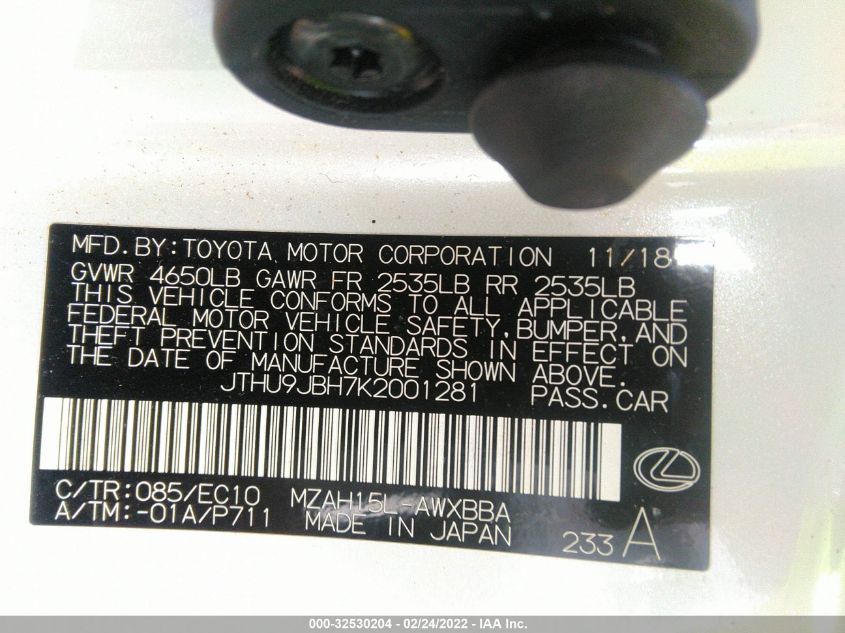 MFD.BY:TOYOTA MOTOR CORPORATION 11/18
GVWR 4650LB GAWR FR 2535LB RR 2535LB
THIS VEHICLE CONFORMS TO ALL APPLICABLE
FEDERAL MOTOR VEHICLE SAFETY,BUMPER,AND
THEFT PREVENTION STANDARDS IN EFFECT ON
THE DATE OF MANUFACTURE SHOWN ABOVE.
JTHU9JBH7K2001281 PASS.CAR
C/TR:085/EC10 MZAH15L-AWXBBA
A/TM:-01A/P711 MADE IN JAPAN 233 A
000-32530204 - 02/24/2022 - IAA Inc.